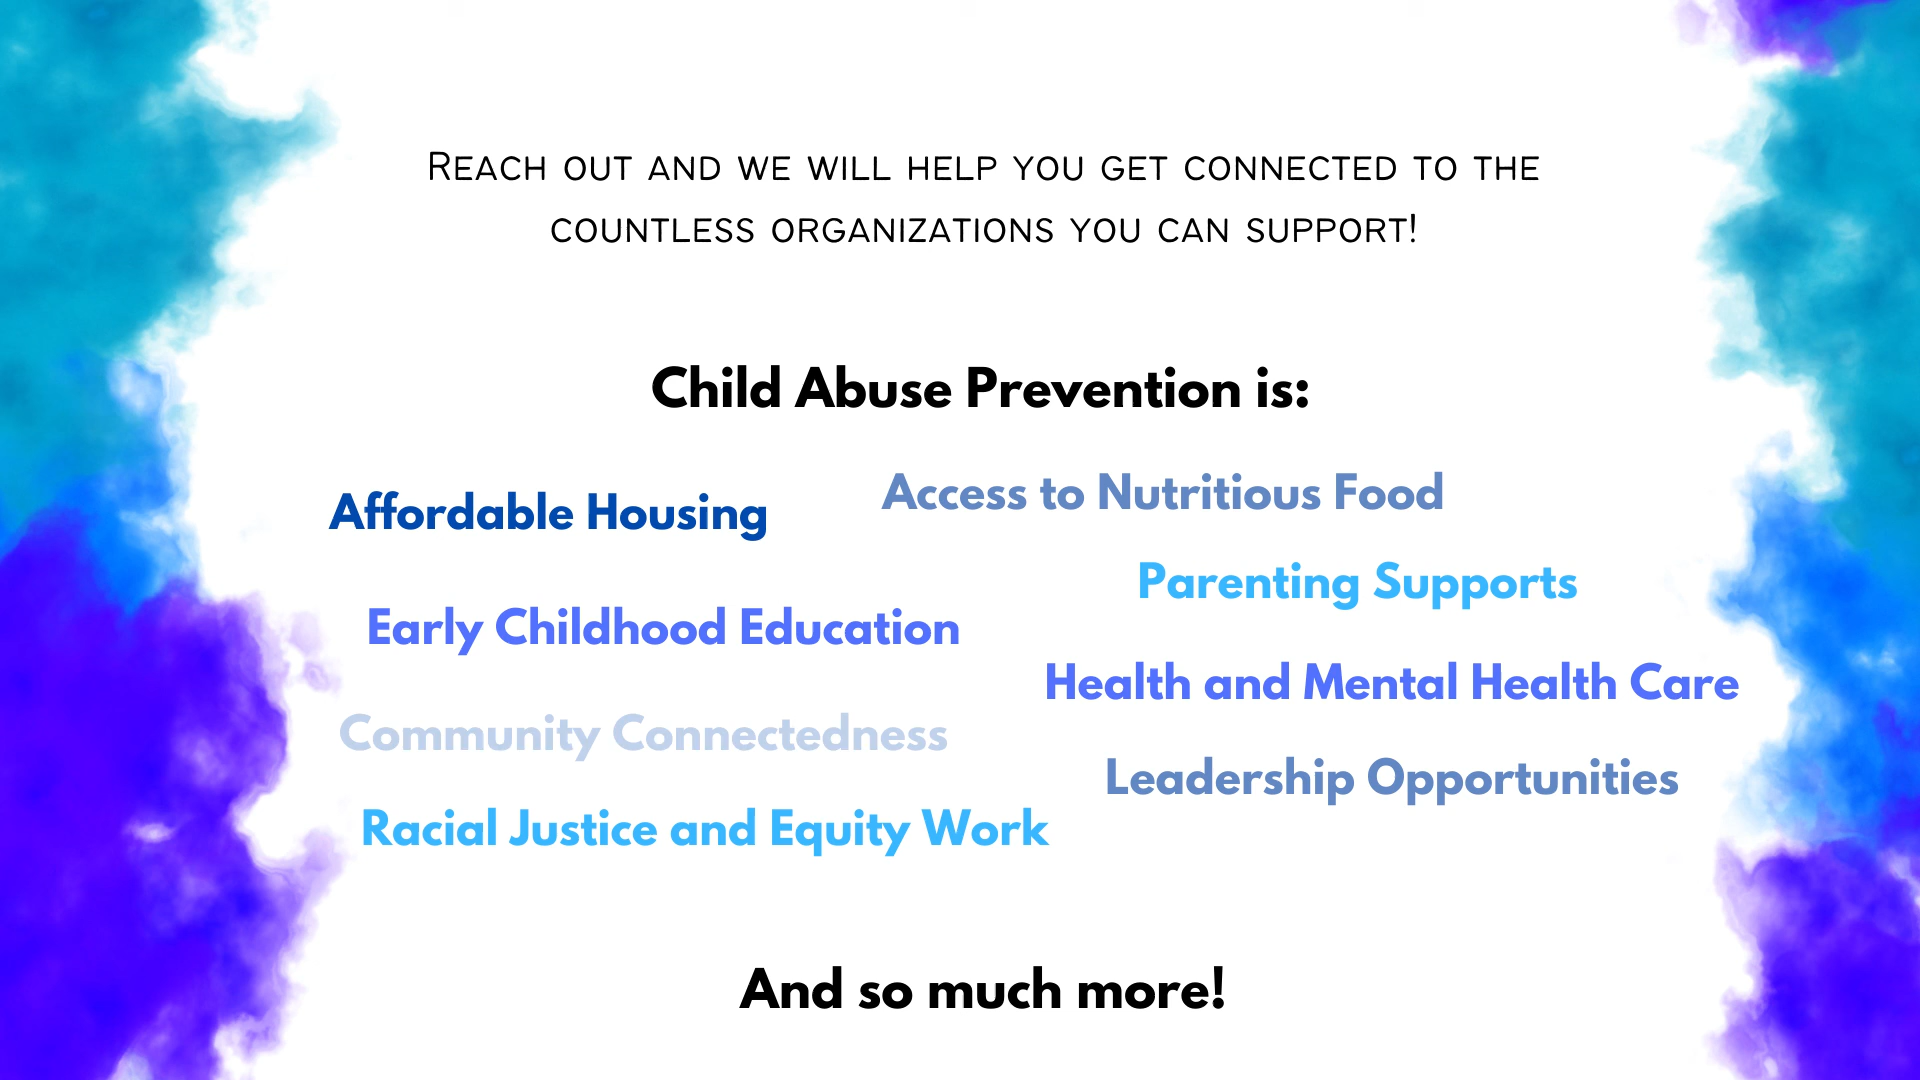 Reach out and we will help you get connected to the
countless organizations you can support!
Child Abuse Prevention is:
Affordable Housing
Access to Nutritious Food
Parenting Supports
Early Childhood Education
Health and Mental Health Care
Community Connectedness
Leadership Opportunities
Racial Justice and Equity Work
And so much more!